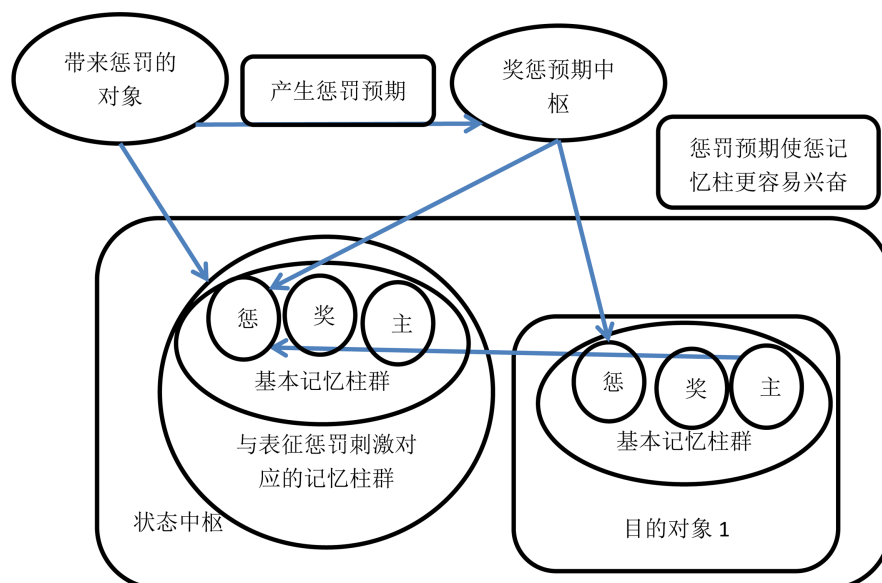 带来惩罚的
对象
产生惩罚预期
奖惩预期中
枢
惩罚预期使惩记
忆柱更容易兴奋
惩
奖
主
基本记忆柱群
与表征惩罚刺激对
应的记忆柱群
状态中枢
惩
奖
主
基本记忆柱群
目的对象 1